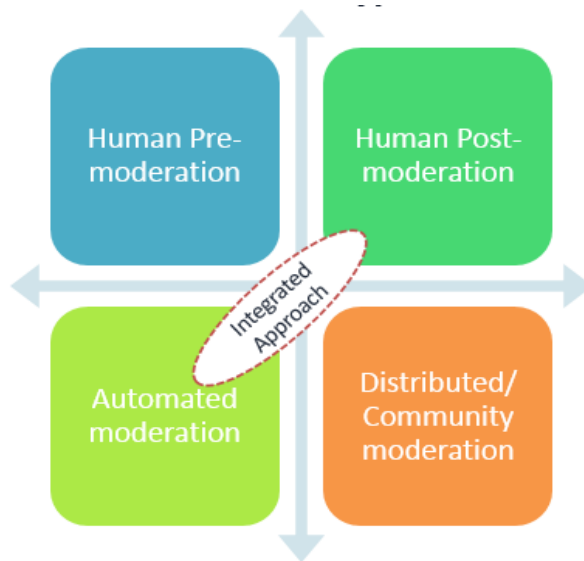 Human Pre-
moderation
Human Post-
moderation
Integrated
Approach
Automated
moderation
Distributed/
Community
moderation